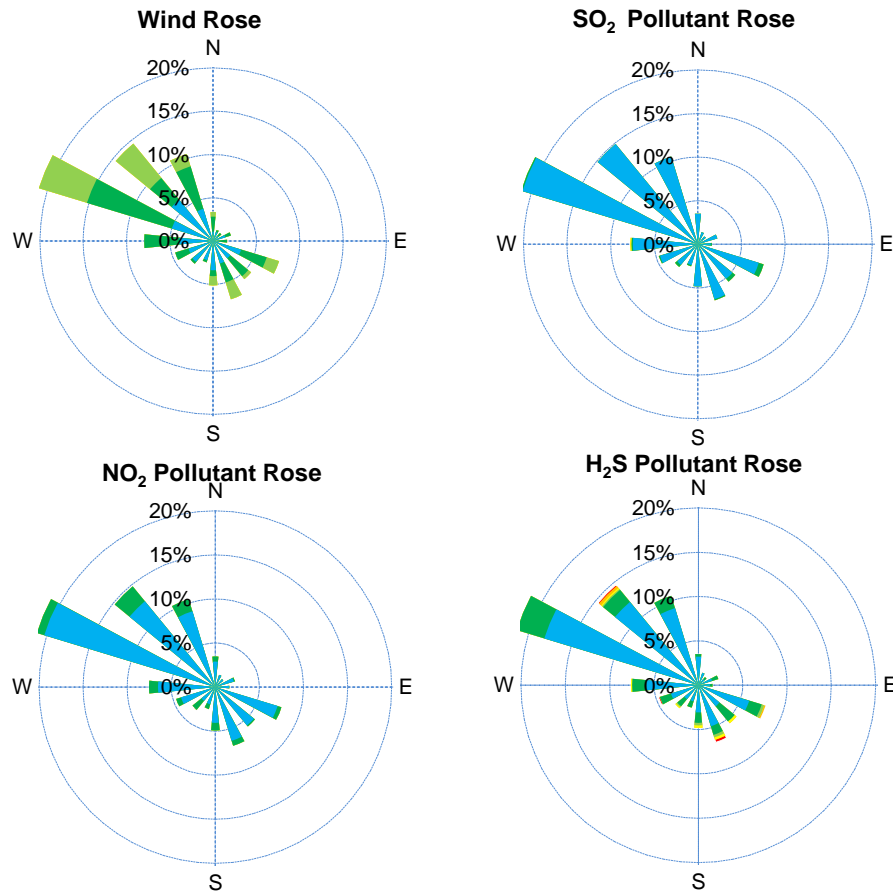 Wind Rose
N
20%
15%
10%
5%
0%
W
E
S
SO₂ Pollutant Rose
N
20%
15%
10%
5%
0%
W
E
S
NO₂ Pollutant Rose
N
20%
15%
10%
5%
0%
W
E
S
H₂S Pollutant Rose
N
20%
15%
10%
5%
0%
W
E
S